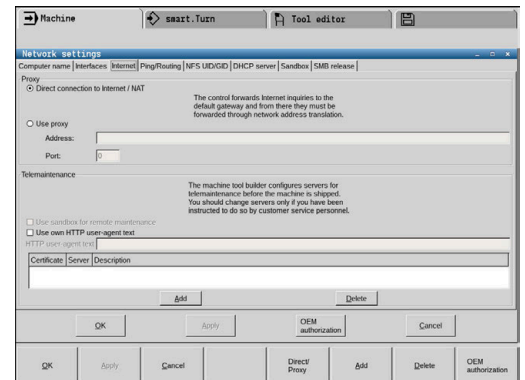 Machine
smart.Turn
Tool editor
Network settings
Computer name Interfaces Internet Ping/Routing NFS UID/GID DHCP server Sandbox SMB release
Proxy
Direct connection to Internet / NAT
The control forwards Internet inquiries to the
default gateway and from there they must be
forwarded through network address translation.
Use proxy
Address:
Port: 0
Telemaintenance
The machine tool builder configures servers for
telemaintenance before the machine is shipped.
You should change servers only if you have been
instructed to do so by customer service personnel.
Use sandbox for remote maintenance
Use own HTTP user-agent text
HTTP user-agent text
Certificate Server Description
Add Delete
OK Apply OEM authorization Cancel
OK Apply Cancel Direct/ Proxy Add Delete OEM authorization